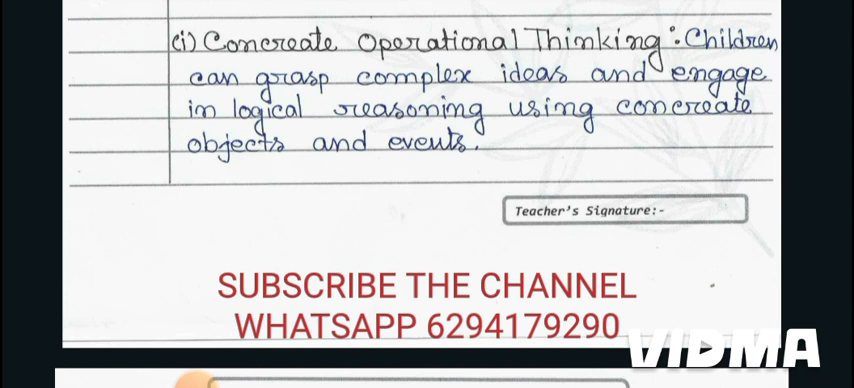 (i) Concreate Operational Thinking: Children
can grasp complex ideas and engage
in logical reasoning using concreate
objects and events.
Teacher's Signature:-
SUBSCRIBE THE CHANNEL
WHATSAPP 6294179290
VIDMA